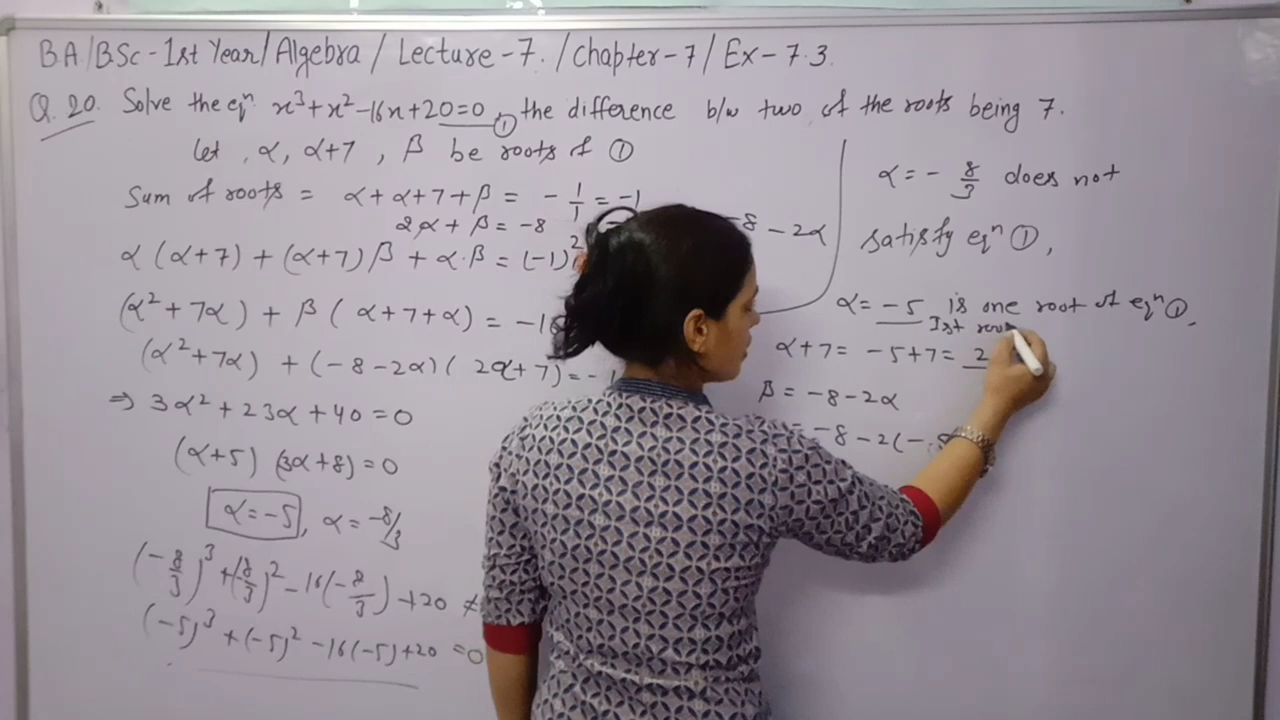 B.A/B.Sc - 1st Year/ Algebra / Lecture - 7. / Chapter - 7 / Ex - 7.3.
Q. 20. Solve the eqⁿ x³ + x² - 16x + 20 = 0 ①, the difference b/w two of the roots being 7.
Let, α, α+7, β be roots of ①
Sum of roots = α + α + 7 + β = - 1/1 = -1
2α + β = -8
-8 - 2α
α (α+7) + (α+7) β + α·β = (-1)²
(α² + 7α) + β ( α + 7 + α) = -16
(α² + 7α) + (-8 - 2α) ( 2α + 7) = -1
⇒ 3α² + 23α + 40 = 0
(α+5) (3α+8) = 0
α = -5, α = -8/3
(-8/3)³ + (-8/3)² - 16(-8/3) + 20 ≠
(-5)³ + (-5)² - 16(-5) + 20 = 0
α = - 8/3 does not
satisfy eqⁿ ①,
α = -5 is one root of eqⁿ ①,
Ist roo
α + 7 = -5 + 7 = 2
β = -8 - 2α
= -8 - 2(-